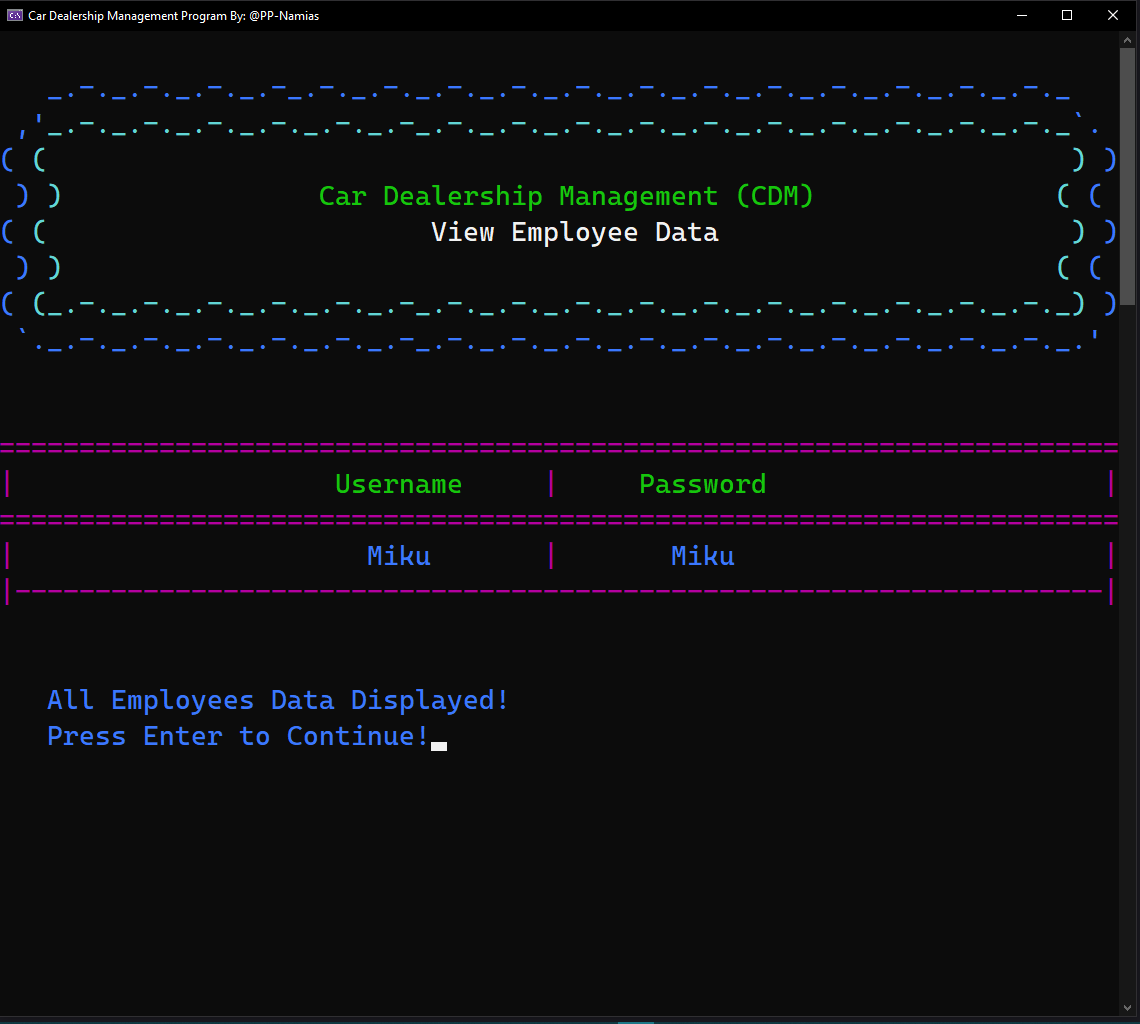 Car Dealership Management Program By: @PP-Namias
Car Dealership Management (CDM)
View Employee Data
| Username | Password |
| Miku | Miku |
All Employees Data Displayed!
Press Enter to Continue!